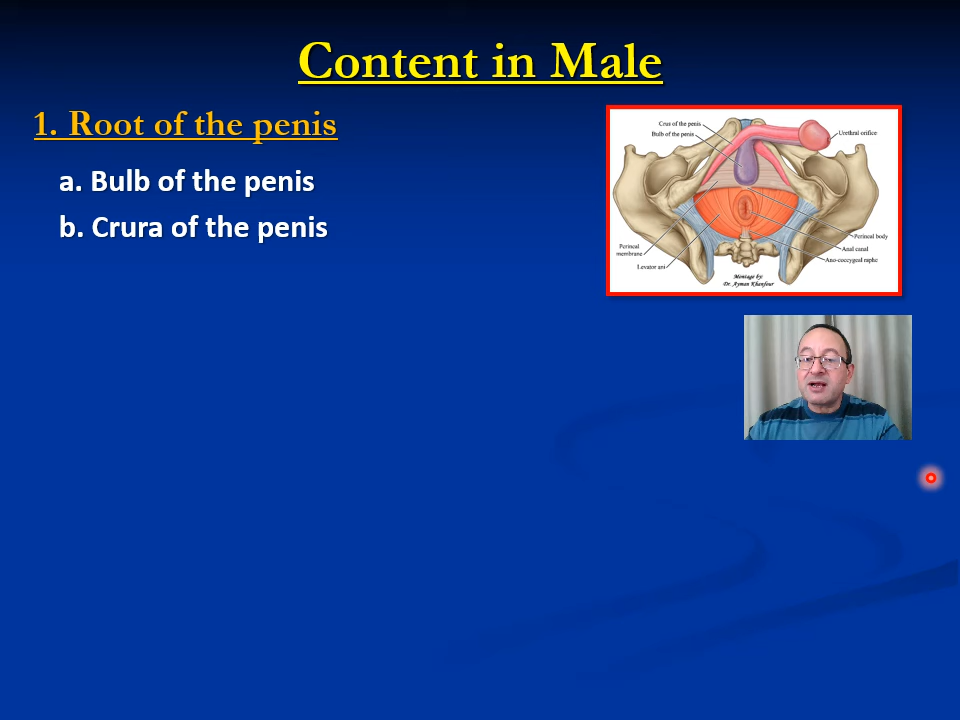 Content in Male
1. Root of the penis
a. Bulb of the penis
b. Crura of the penis
Crus of the penis
Bulb of the penis
Urethral orifice
Perineal
membrane
Levator ani
Perineal body
Anal canal
Ano-coccygeal raphe
Montage by
Dr. Ayman Khanfour